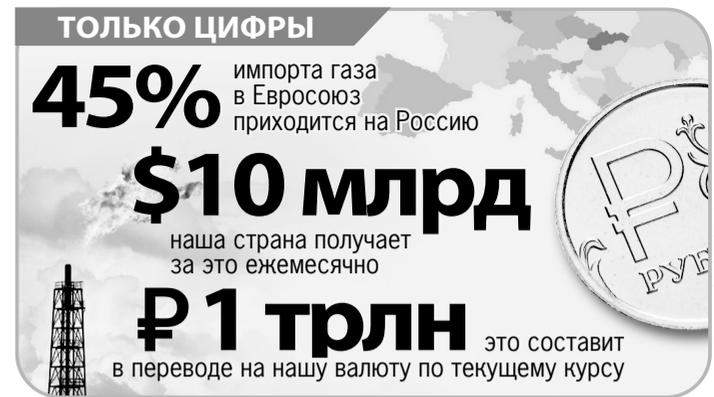 ТОЛЬКО ЦИФРЫ
45%
импорта газа
в Евросоюз
приходится на Россию
$10 млрд
наша страна получает
за это ежемесячно
₽ 1 трлн
это составит
в переводе на нашу валюту по текущему курсу